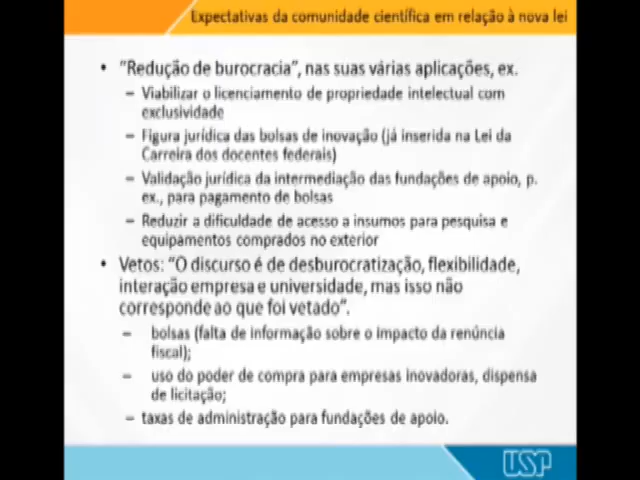 Expectativas da comunidade científica em relação à nova lei
• "Redução de burocracia", nas suas várias aplicações, ex.
– Viabilizar o licenciamento de propriedade intelectual com
exclusividade
– Figura jurídica das bolsas de inovação (já inserida na Lei da
Carreira dos docentes federais)
– Validação jurídica da intermediação das fundações de apoio, p.
ex., para pagamento de bolsas
– Reduzir a dificuldade de acesso a insumos para pesquisa e
equipamentos comprados no exterior
• Vetos: "O discurso é de desburocratização, flexibilidade,
interação empresa e universidade, mas isso não
corresponde ao que foi vetado".
– bolsas (falta de informação sobre o impacto da renúncia
fiscal);
– uso do poder de compra para empresas inovadoras, dispensa
de licitação;
– taxas de administração para fundações de apoio.
USP